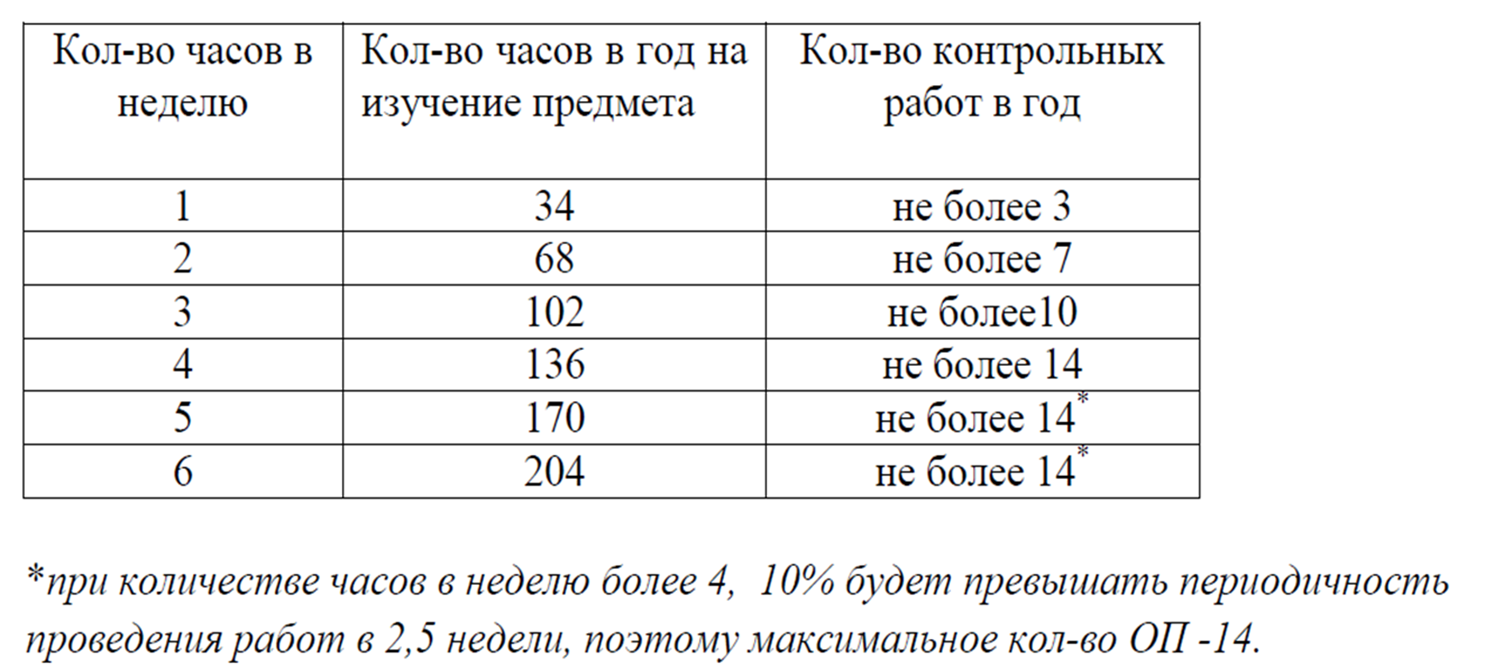 Кол-во часов в
неделю
Кол-во часов в год на
изучение предмета
Кол-во контрольных
работ в год
1
34
не более 3
2
68
не более 7
3
102
не более10
4
136
не более 14
5
170
не более 14*
6
204
не более 14*
*при количестве часов в неделю более 4, 10% будет превышать периодичность
проведения работ в 2,5 недели, поэтому максимальное кол-во ОП -14.